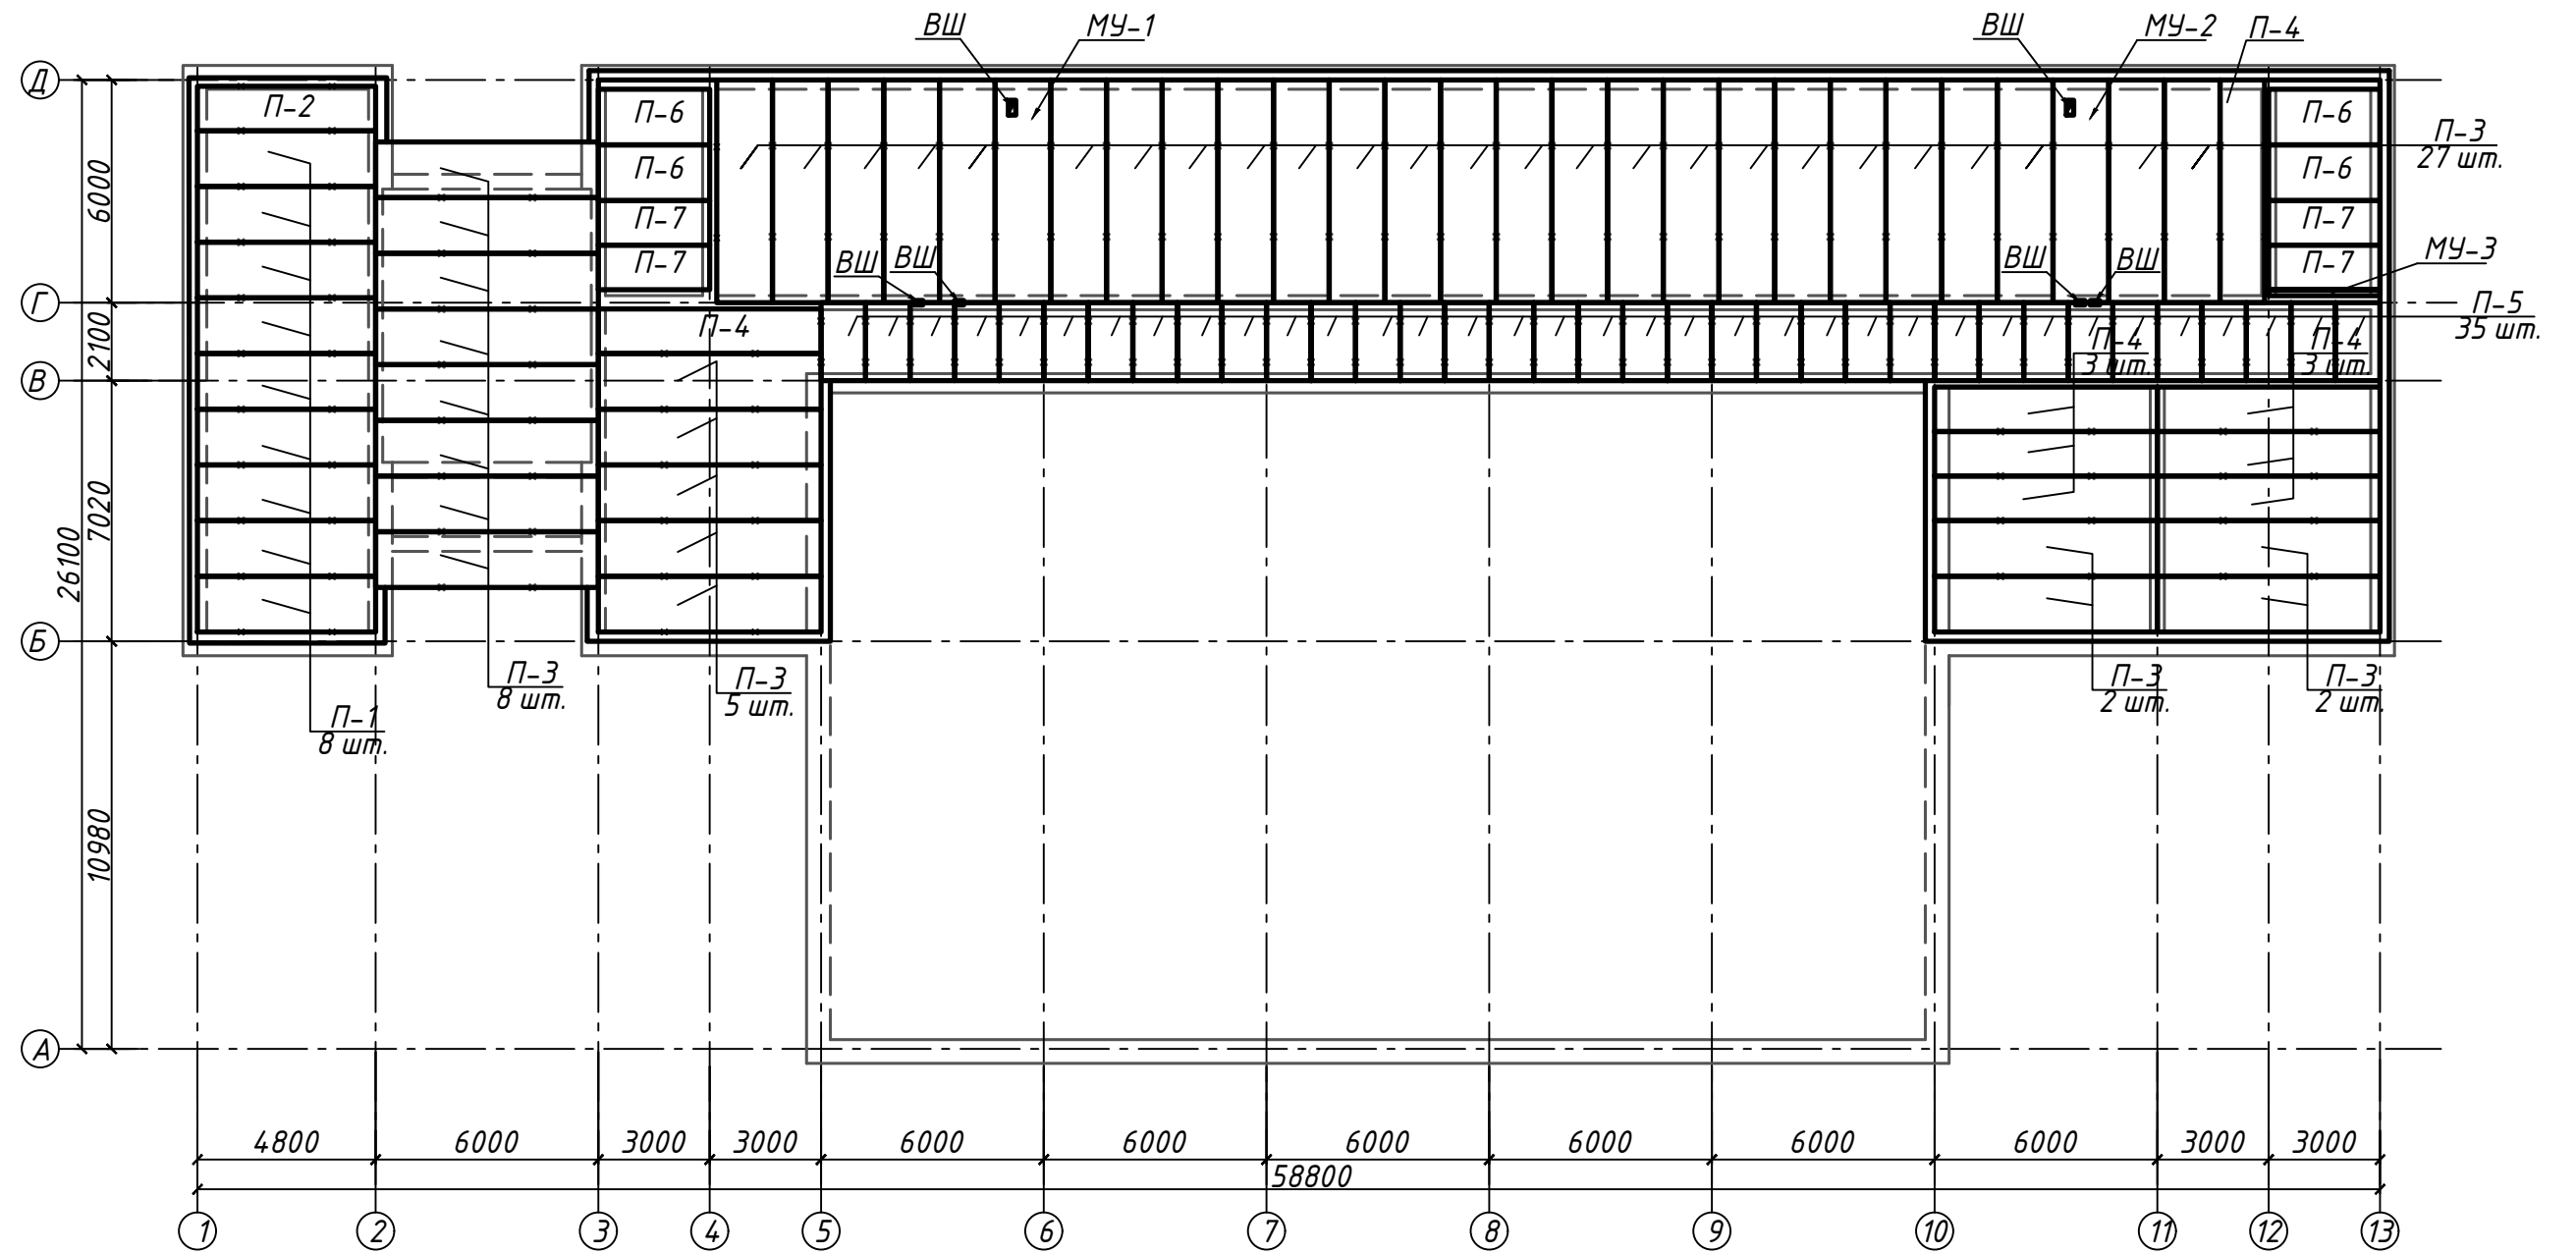 ВШ
МУ-1
ВШ
МУ-2
П-4
Д
П-2
П-6
П-6
П-3
27 шт.
П-6
П-6
6000
П-7
П-7
ВШ
ВШ
ВШ
ВШ
МУ-3
П-7
П-7
Г
П-5
35 шт.
2100
П-4
П-4
3 шт.
П-4
3 шт.
В
7020
26100
Б
П-3
8 шт.
П-3
5 шт.
П-3
2 шт.
П-3
2 шт.
П-1
8 шт.
10980
А
4800
6000
3000
3000
6000
6000
6000
6000
6000
6000
3000
3000
58800
1
2
3
4
5
6
7
8
9
10
11
12
13